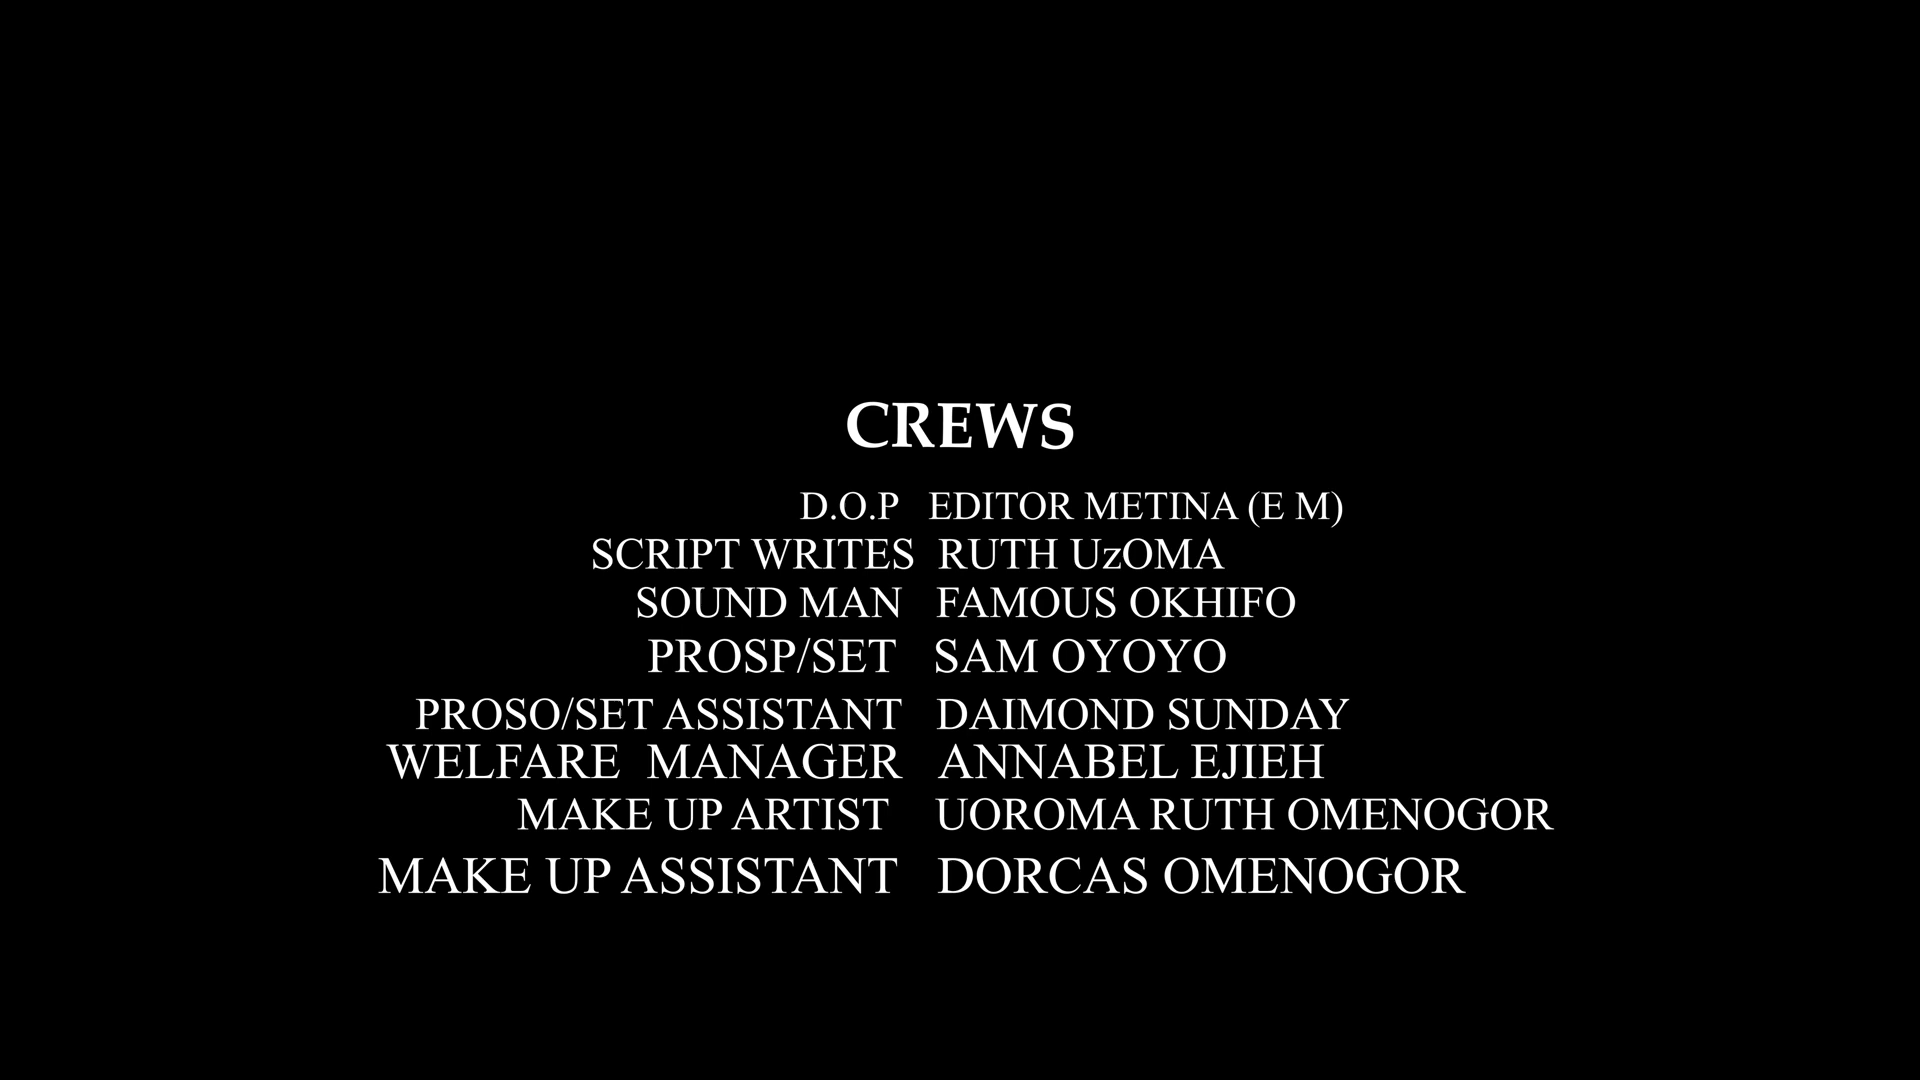 CREWS
D.O.P EDITOR METINA (E M)
SCRIPT WRITES RUTH UzOMA
SOUND MAN FAMOUS OKHIFO
PROSP/SET SAM OYOYO
PROSO/SET ASSISTANT DAIMOND SUNDAY
WELFARE MANAGER ANNABEL EJIEH
MAKE UP ARTIST UOROMA RUTH OMENOGOR
MAKE UP ASSISTANT DORCAS OMENOGOR